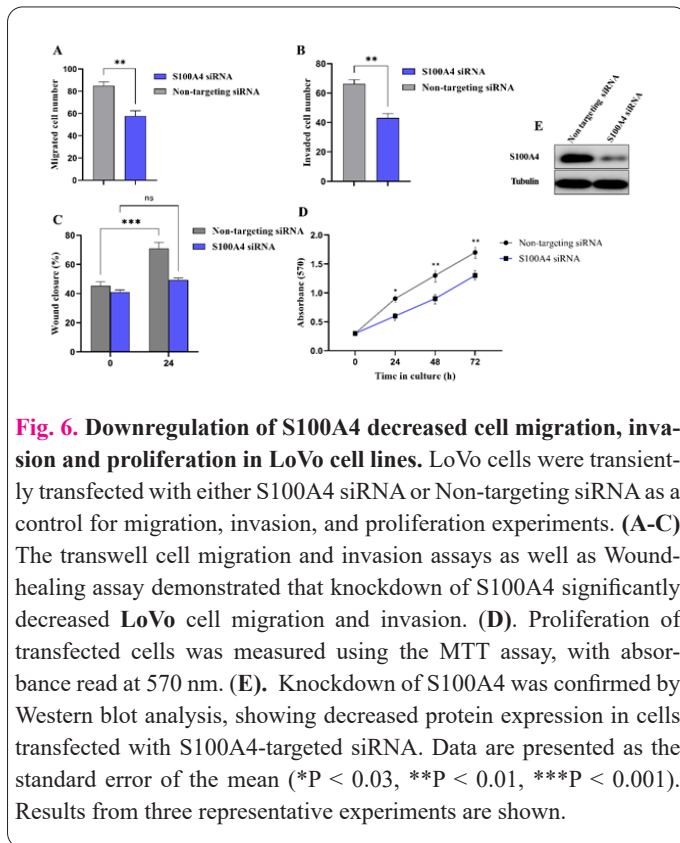 A
**
Migrated cell number
100
80
60
40
20
0
S100A4 siRNA
Non-targeting siRNA
B
**
Invaded cell number
80
60
40
20
0
S100A4 siRNA
Non-targeting siRNA
E
Non targeting siRNA
S100A4 siRNA
S100A4
Tubulin
C
ns
***
Wound closure (%)
80
60
40
20
0
0
24
Non-targeting siRNA
S100A4 siRNA
D
Absorbanc (570)
2.0
1.5
1.0
0.5
0.0
*
**
**
0
24
48
72
Time in culture (h)
Non-targeting siRNA
S100A4 siRNA
Fig. 6. Downregulation of S100A4 decreased cell migration, inva-
sion and proliferation in LoVo cell lines. LoVo cells were transient-
ly transfected with either S100A4 siRNA or Non-targeting siRNA as a
control for migration, invasion, and proliferation experiments. (A-C)
The transwell cell migration and invasion assays as well as Wound-
healing assay demonstrated that knockdown of S100A4 significantly
decreased LoVo cell migration and invasion. (D). Proliferation of
transfected cells was measured using the MTT assay, with absor-
bance read at 570 nm. (E). Knockdown of S100A4 was confirmed by
Western blot analysis, showing decreased protein expression in cells
transfected with S100A4-targeted siRNA. Data are presented as the
standard error of the mean (*P < 0.03, **P < 0.01, ***P < 0.001).
Results from three representative experiments are shown.